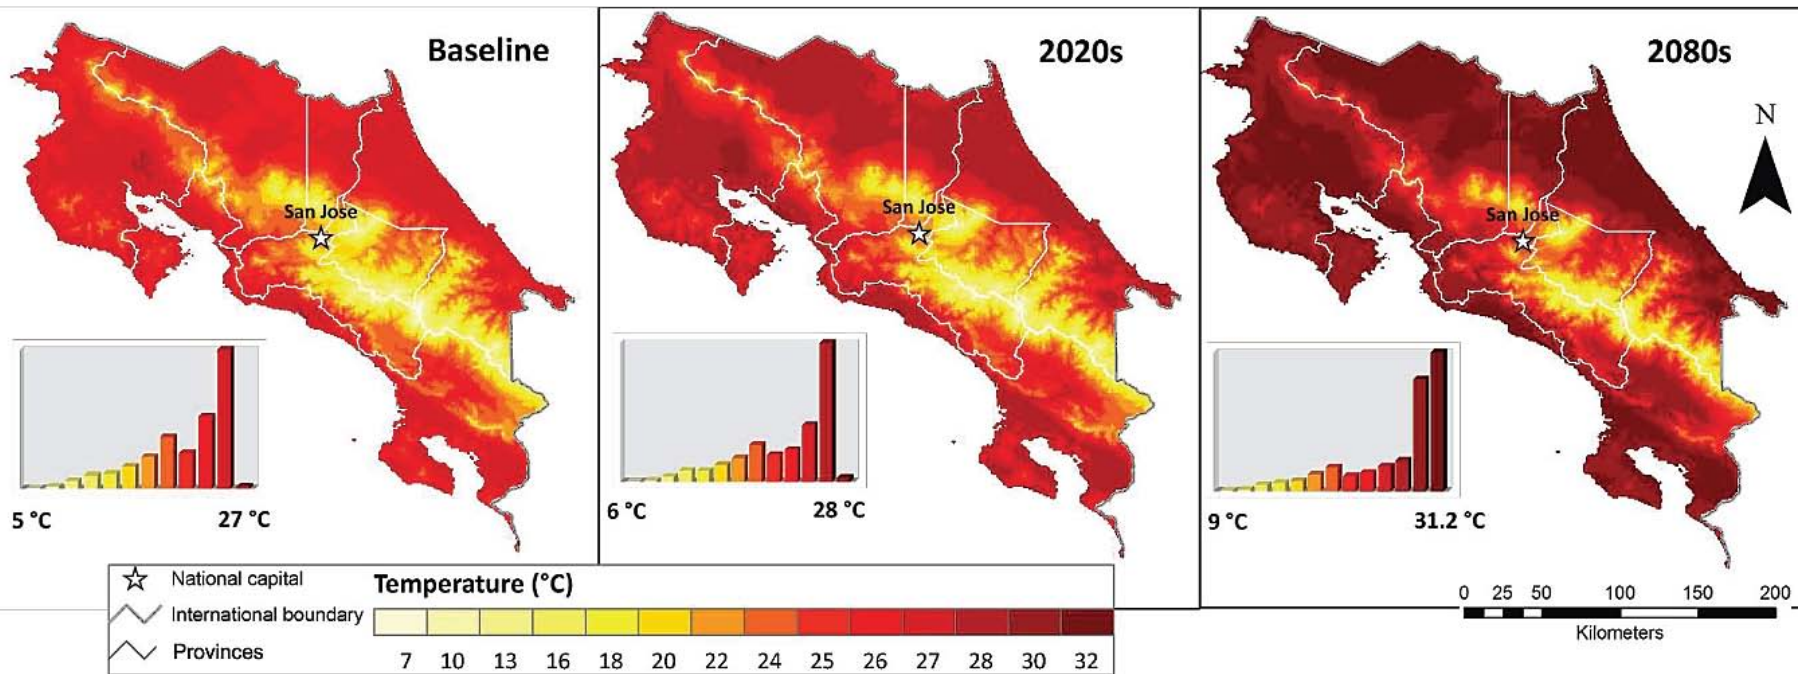 Baseline
2020s
2080s
N
San Jose
San Jose
San Jose
5 °C
27 °C
6 °C
28 °C
9 °C
31.2 °C
National capital
International boundary
Provinces
Temperature (°C)
7 10 13 16 18 20 22 24 25 26 27 28 30 32
0 25 50 100 150 200
Kilometers